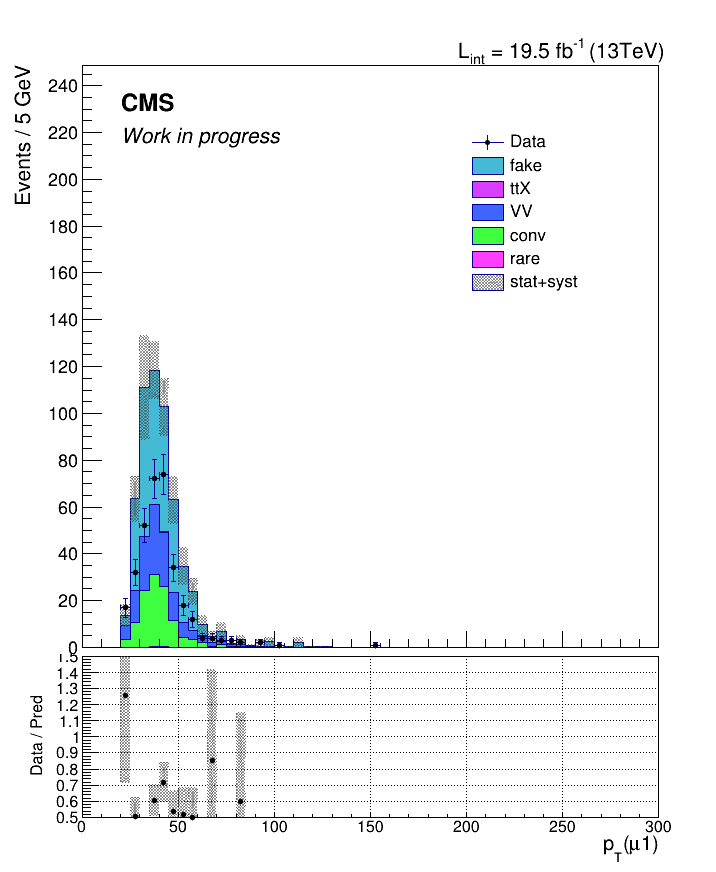 L_int = 19.5 fb^-1 (13TeV)
Events / 5 GeV
CMS
Work in progress
Data
fake
ttX
VV
conv
rare
stat+syst
240
220
200
180
160
140
120
100
80
60
40
20
0
Data / Pred
1.5
1.4
1.3
1.2
1.1
1
0.9
0.8
0.7
0.6
0.5
0 50 100 150 200 250 300
p_T(μ1)